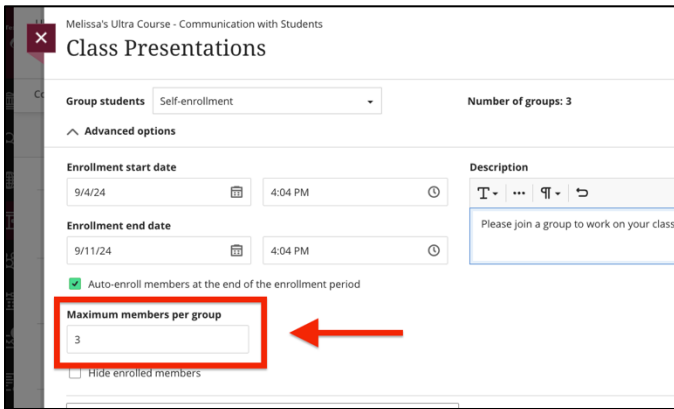 Melissa's Ultra Course - Communication with Students
Class Presentations
Group students Self-enrollment Number of groups: 3
Advanced options
Enrollment start date Description
9/4/24 4:04 PM
Enrollment end date Please join a group to work on your class
9/11/24 4:04 PM
Auto-enroll members at the end of the enrollment period
Maximum members per group
3
Hide enrolled members